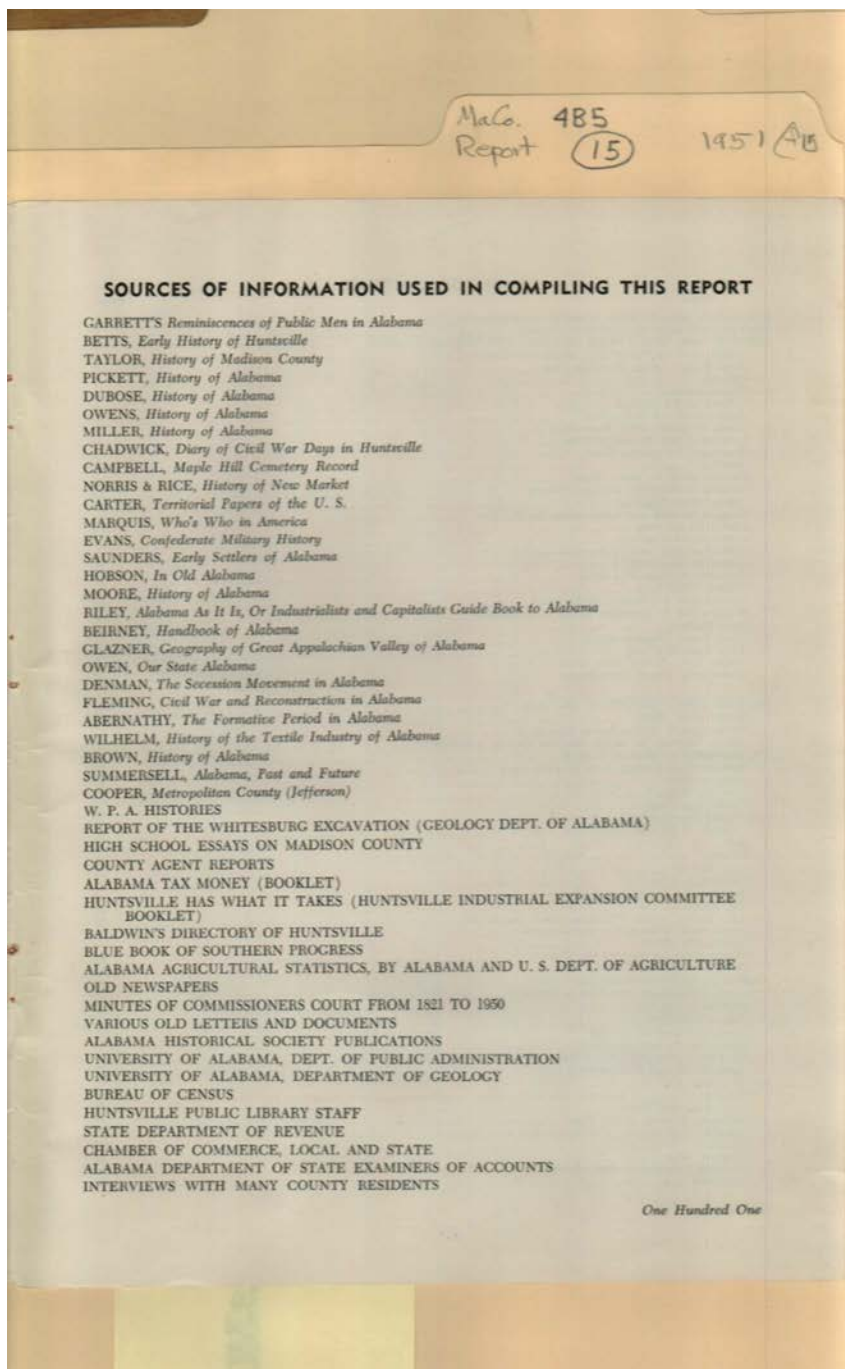 MaCo. 485
Report 15 1951
SOURCES OF INFORMATION USED IN COMPILING THIS REPORT
GARRETT'S Reminiscences of Public Men in Alabama
BETTS, Early History of Huntsville
TAYLOR, History of Madison County
PICKETT, History of Alabama
DUBOSE, History of Alabama
OWENS, History of Alabama
MILLER, History of Alabama
CHADWICK, Diary of Civil War Days in Huntsville
CAMPBELL, Maple Hill Cemetery Record
NORRIS & RICE, History of New Market
CARTER, Territorial Papers of the U. S.
MARQUIS, Who's Who in America
EVANS, Confederate Military History
SAUNDERS, Early Settlers of Alabama
HOBSON, In Old Alabama
MOORE, History of Alabama
RILEY, Alabama As It Is, Or Industrialists and Capitalists Guide Book to Alabama
BEIRNEY, Handbook of Alabama
GLAZNER, Geography of Great Appalachian Valley of Alabama
OWEN, Our State Alabama
DENMAN, The Secession Movement in Alabama
FLEMING, Civil War and Reconstruction in Alabama
ABERNATHY, The Formative Period in Alabama
WILHELM, History of the Textile Industry of Alabama
BROWN, History of Alabama
SUMMERSELL, Alabama, Past and Future
COOPER, Metropolitan County (Jefferson)
W. P. A. HISTORIES
REPORT OF THE WHITESBURG EXCAVATION (GEOLOGY DEPT. OF ALABAMA)
HIGH SCHOOL ESSAYS ON MADISON COUNTY
COUNTY AGENT REPORTS
ALABAMA TAX MONEY (BOOKLET)
HUNTSVILLE HAS WHAT IT TAKES (HUNTSVILLE INDUSTRIAL EXPANSION COMMITTEE
BOOKLET)
BALDWIN'S DIRECTORY OF HUNTSVILLE
BLUE BOOK OF SOUTHERN PROGRESS
ALABAMA AGRICULTURAL STATISTICS, BY ALABAMA AND U. S. DEPT. OF AGRICULTURE
OLD NEWSPAPERS
MINUTES OF COMMISSIONERS COURT FROM 1821 TO 1950
VARIOUS OLD LETTERS AND DOCUMENTS
ALABAMA HISTORICAL SOCIETY PUBLICATIONS
UNIVERSITY OF ALABAMA, DEPT. OF PUBLIC ADMINISTRATION
UNIVERSITY OF ALABAMA, DEPARTMENT OF GEOLOGY
BUREAU OF CENSUS
HUNTSVILLE PUBLIC LIBRARY STAFF
STATE DEPARTMENT OF REVENUE
CHAMBER OF COMMERCE, LOCAL AND STATE
ALABAMA DEPARTMENT OF STATE EXAMINERS OF ACCOUNTS
INTERVIEWS WITH MANY COUNTY RESIDENTS
One Hundred One